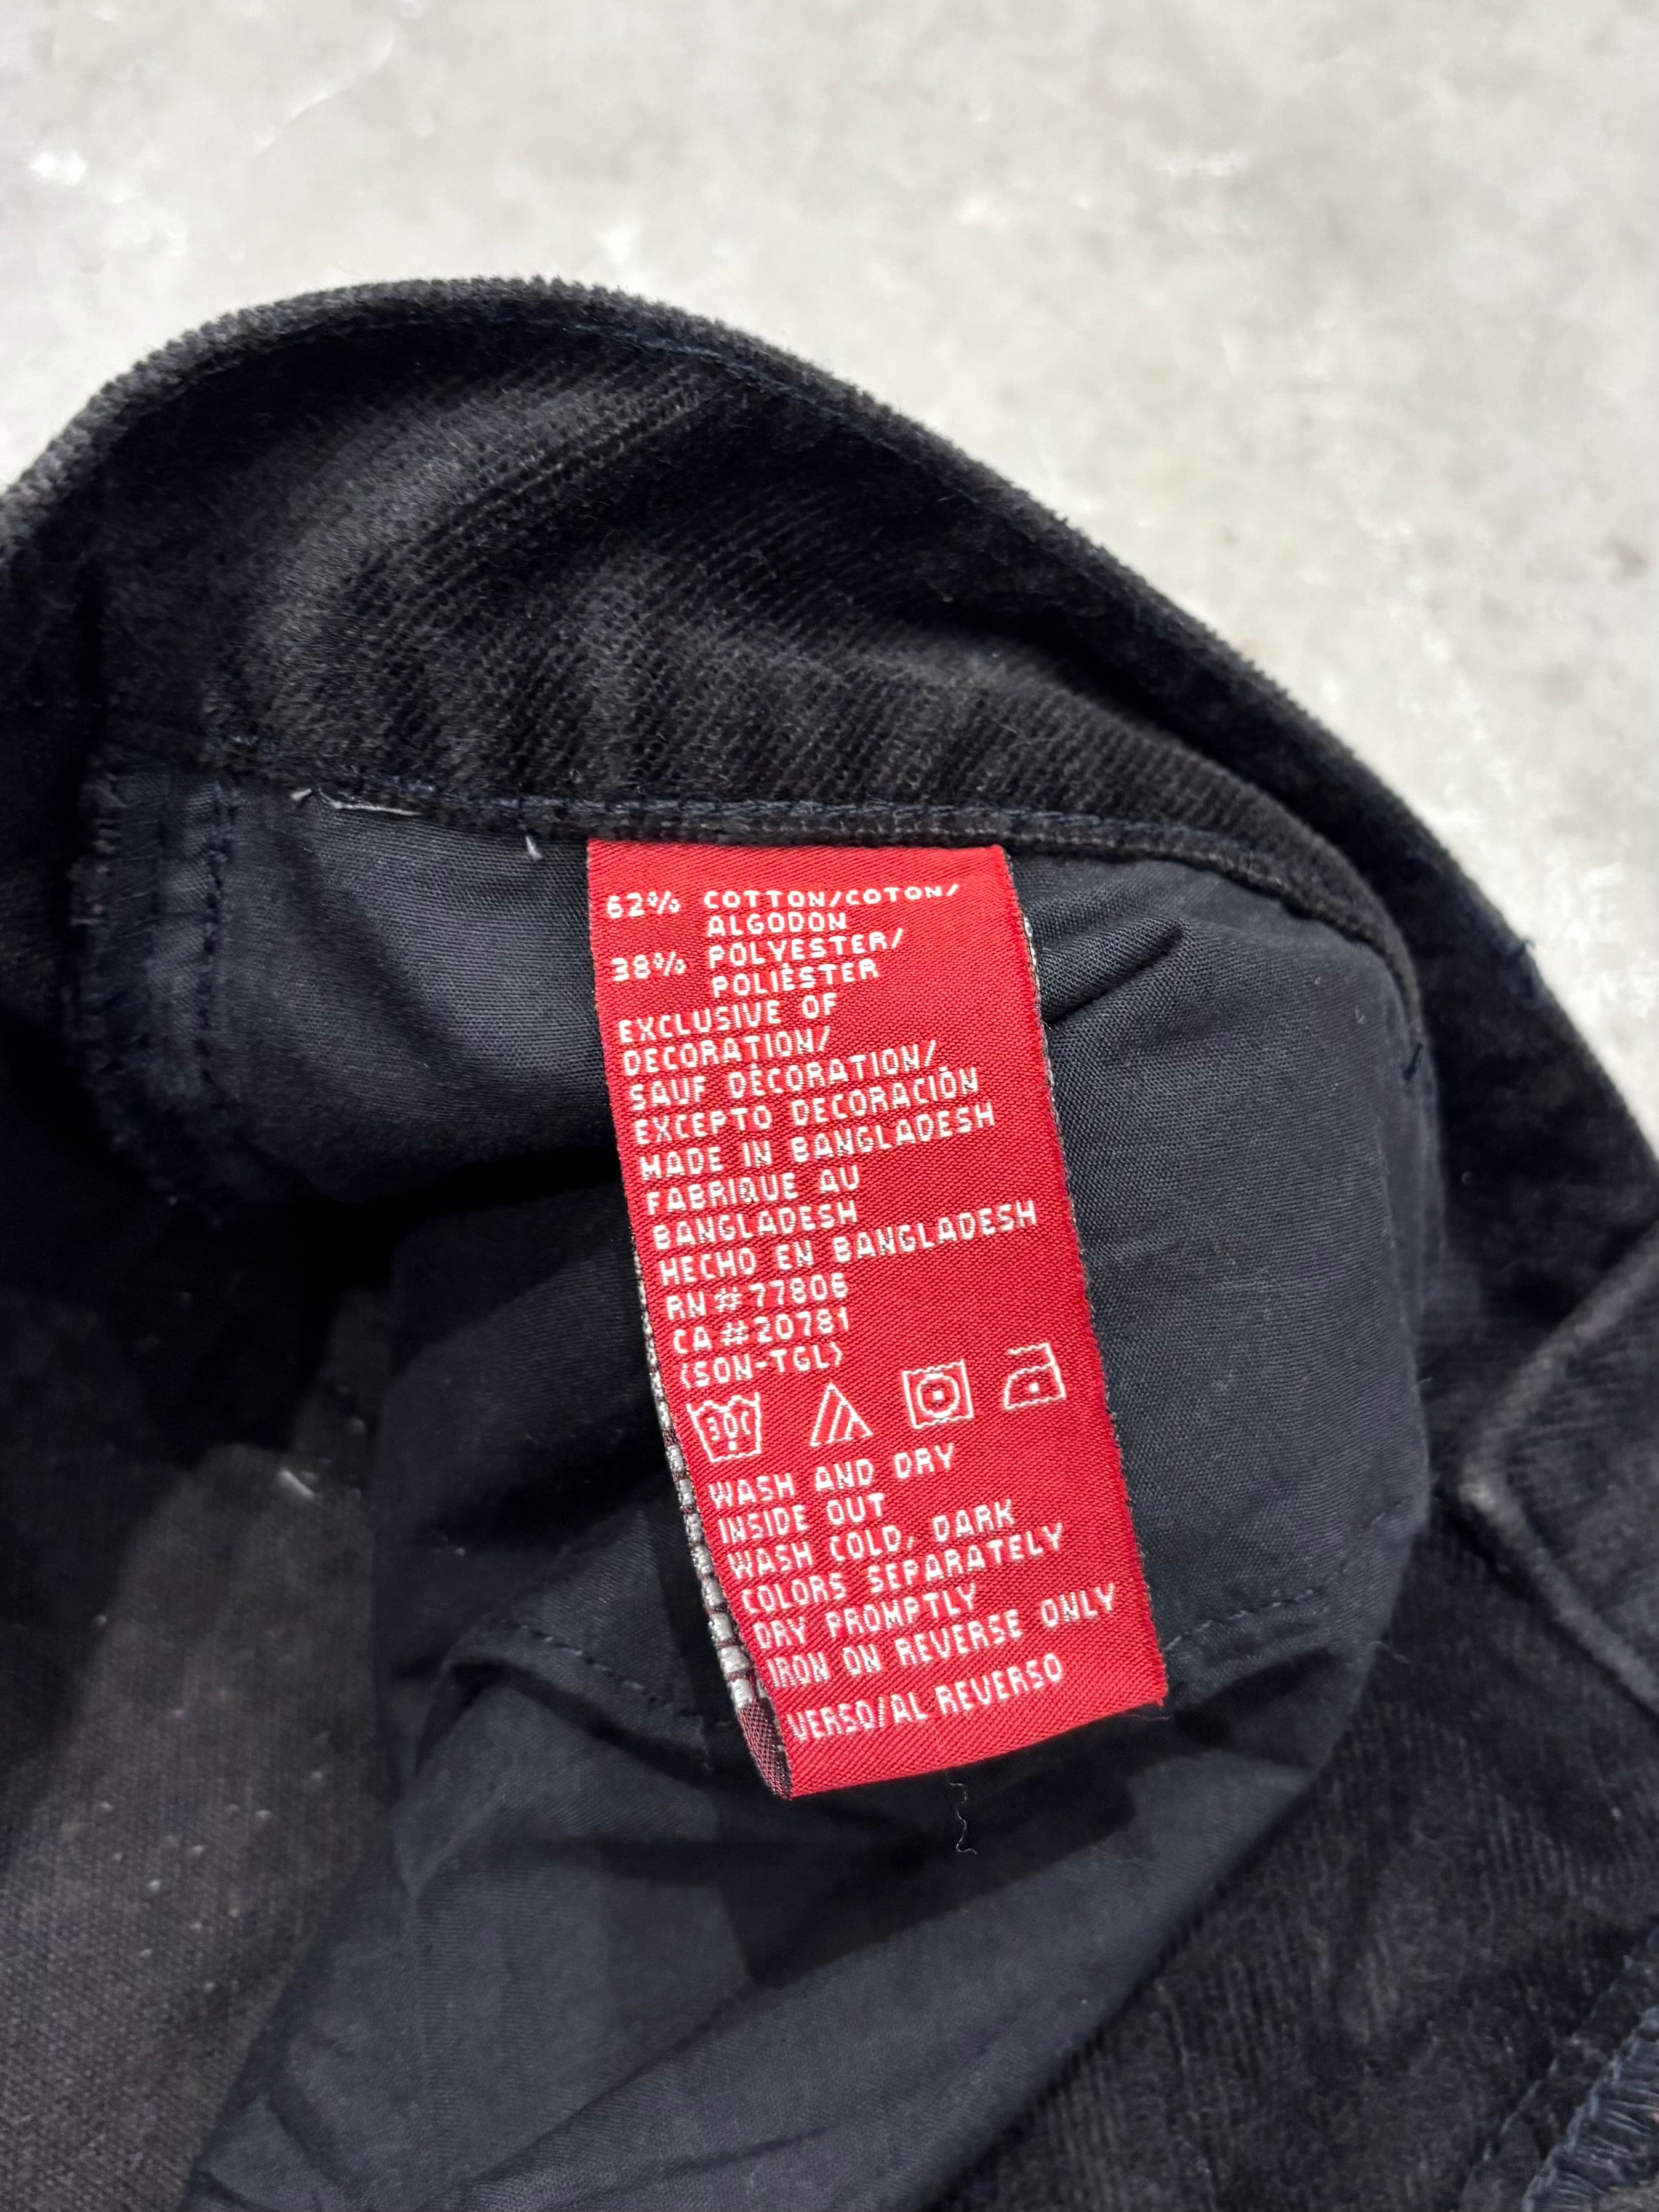 62% COTTON/COTON/
ALGODON
38% POLYESTER/
POLIÉSTER
EXCLUSIVE OF
DECORATION/
SAUF DÉCORATION/
EXCEPTO DECORACIÓN
MADE IN BANGLADESH
FABRIQUE AU
BANGLADESH
HECHO EN BANGLADESH
RN#77806
CA#20781
(SON-TGL)
30C
WASH AND DRY
INSIDE OUT
WASH COLD, DARK
COLORS SEPARATELY
DRY PROMPTLY
IRON ON REVERSE ONLY
VERSO/AL REVERSO